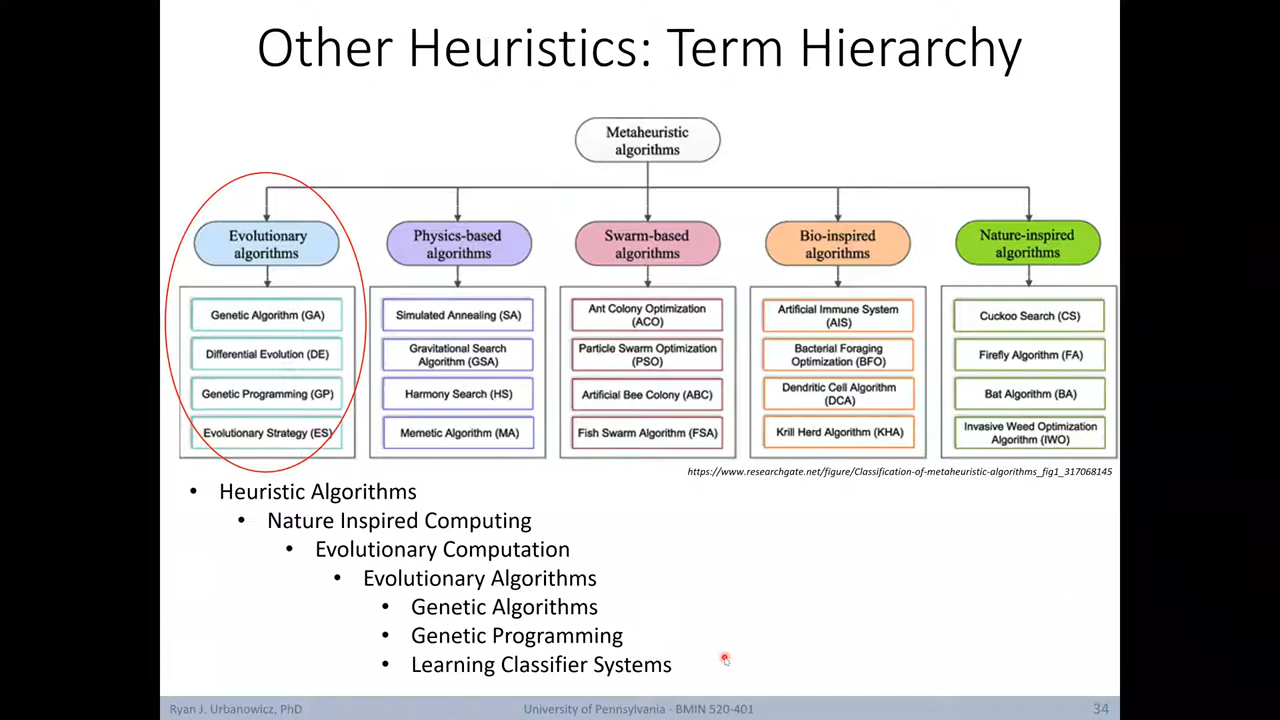 Other Heuristics: Term Hierarchy
Metaheuristic
algorithms
Evolutionary
algorithms
Physics-based
algorithms
Swarm-based
algorithms
Bio-inspired
algorithms
Nature-inspired
algorithms
Genetic Algorithm (GA)
Differential Evolution (DE)
Genetic Programming (GP)
Evolutionary Strategy (ES)
Simulated Annealing (SA)
Gravitational Search
Algorithm (GSA)
Harmony Search (HS)
Memetic Algorithm (MA)
Ant Colony Optimization
(ACO)
Particle Swarm Optimization
(PSO)
Artificial Bee Colony (ABC)
Fish Swarm Algorithm (FSA)
Artificial Immune System
(AIS)
Bacterial Foraging
Optimization (BFO)
Dendritic Cell Algorithm
(DCA)
Krill Herd Algorithm (KHA)
Cuckoo Search (CS)
Firefly Algorithm (FA)
Bat Algorithm (BA)
Invasive Weed Optimization
Algorithm (IWO)
https://www.researchgate.net/figure/Classification-of-metaheuristic-algorithms_fig1_317068145
• Heuristic Algorithms
• Nature Inspired Computing
• Evolutionary Computation
• Evolutionary Algorithms
• Genetic Algorithms
• Genetic Programming
• Learning Classifier Systems
Ryan J. Urbanowicz, PhD
University of Pennsylvania - BMIN 520-401
34